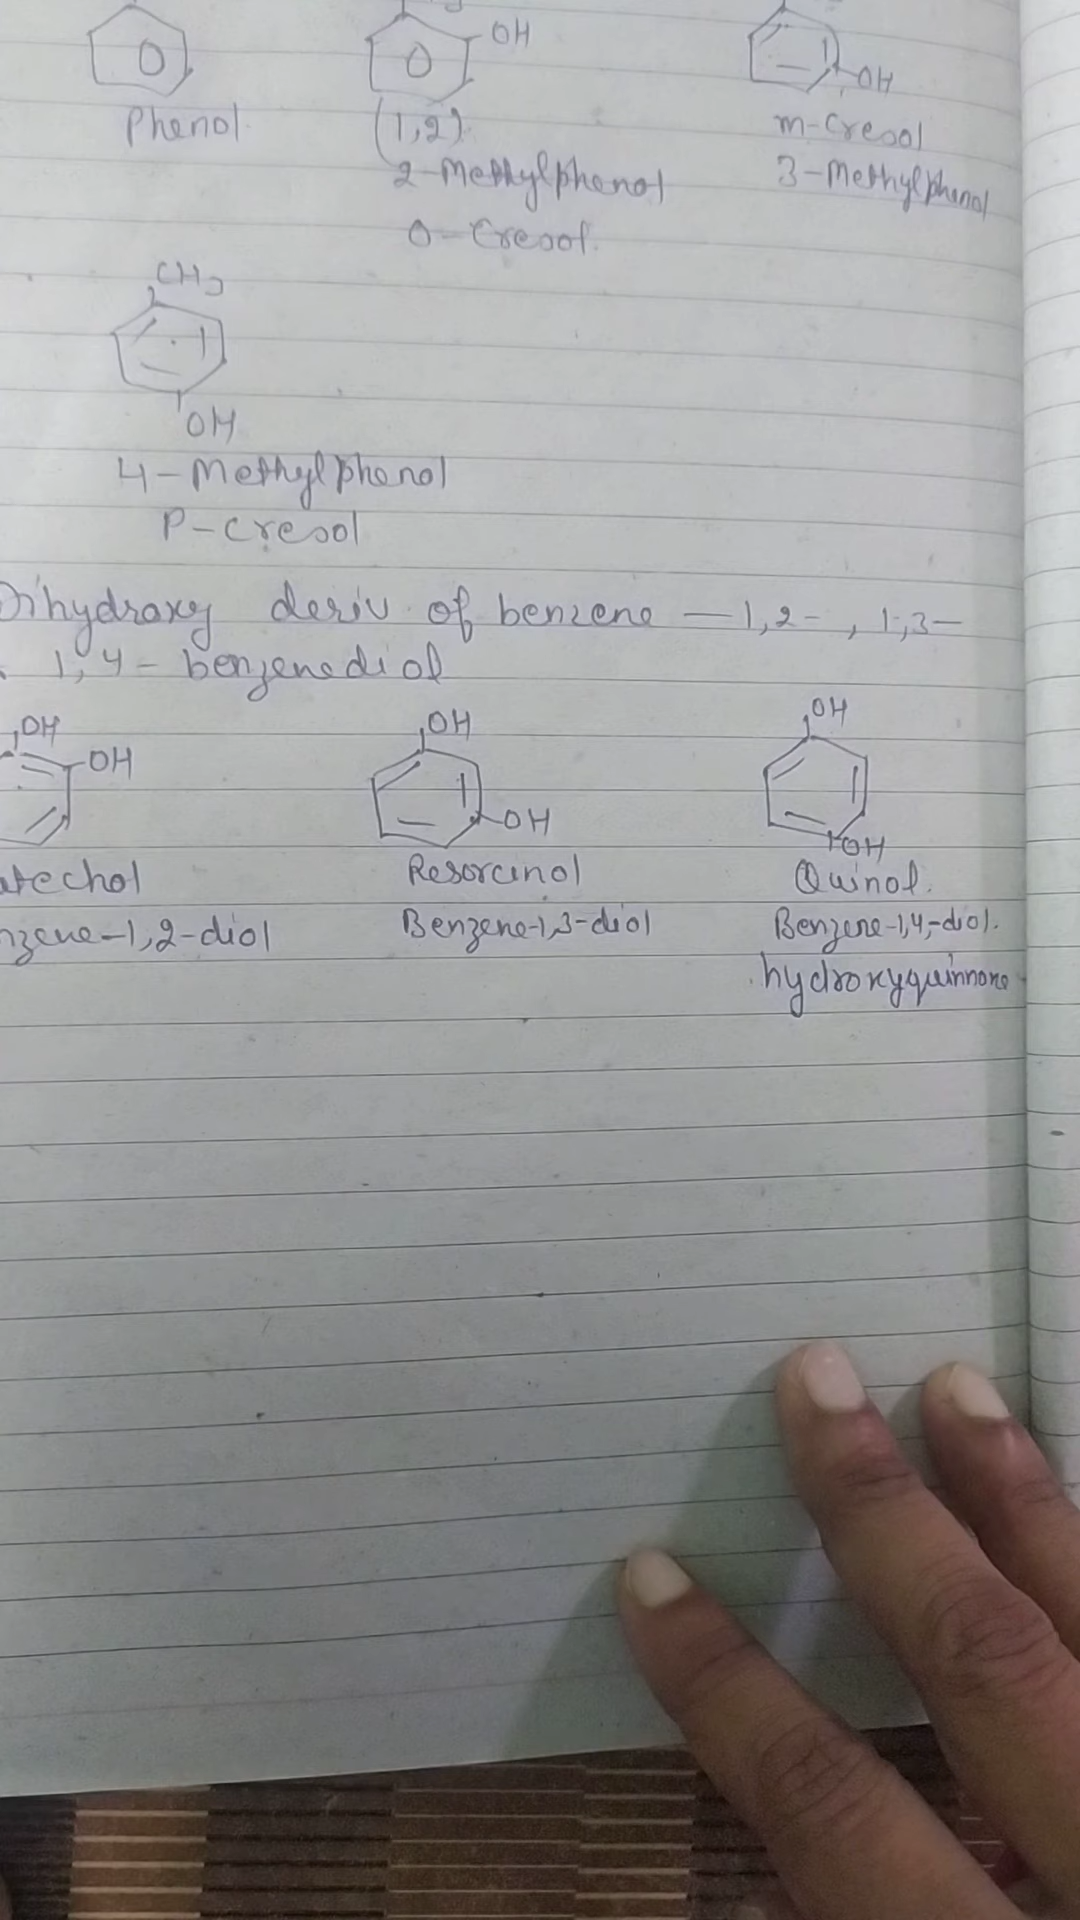 OH
OH
Phenol
(1,2)
m-Cresol
2-Methylphenol
3-Methylphenol
O-Cresol.
CH3
OH
4-Methylphenol
P-cresol
Dihydroxy deriv. of benzene — 1,2-, 1,3-
1,4-benzenediol
OH
OH
OH
OH
OH
OH
atechol
Resorcinol
Quinol.
nzene-1,2-diol
Benzene-1,3-diol
Benzene-1,4-diol.
hydroxyquinnone